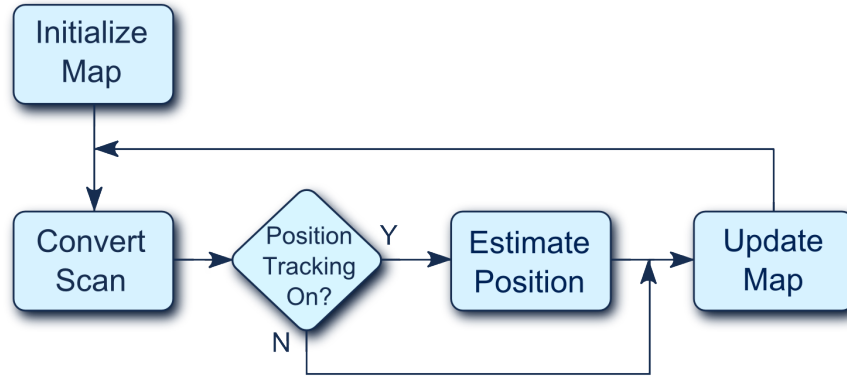 Initialize
Map
Convert
Scan
Position
Tracking
On?
Y
N
Estimate
Position
Update
Map